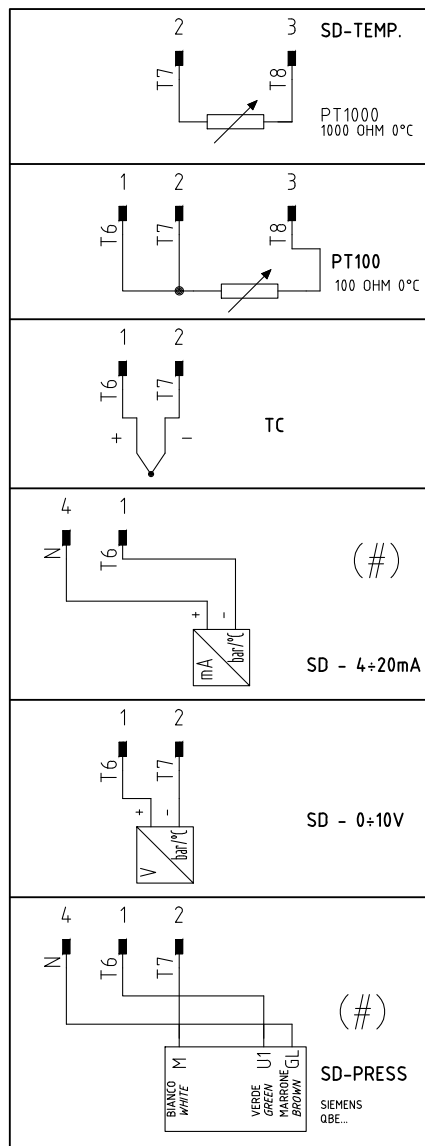 2 3 SD-TEMP.
T7 T8
PT1000
1000 OHM 0°C
1 2 3
T6 T7 T8
PT100
100 OHM 0°C
1 2
T6 T7
TC
+ -
4 1
N T6
(#)
+ -
mA bar/°C
SD - 4÷20mA
1 2
T6 T7
+ -
SD - 0÷10V
V bar/°C
4 1 2
N T6 T7
(#)
M U1 GL
SD-PRESS
BIANCO VERDE MARRONE
WHITE GREEN BROWN
SIEMENS
QBE...